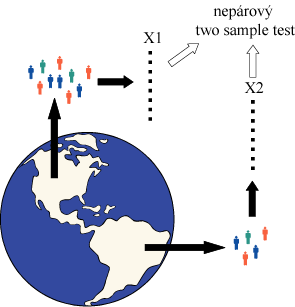 nepárový
two sample test
X1
X2